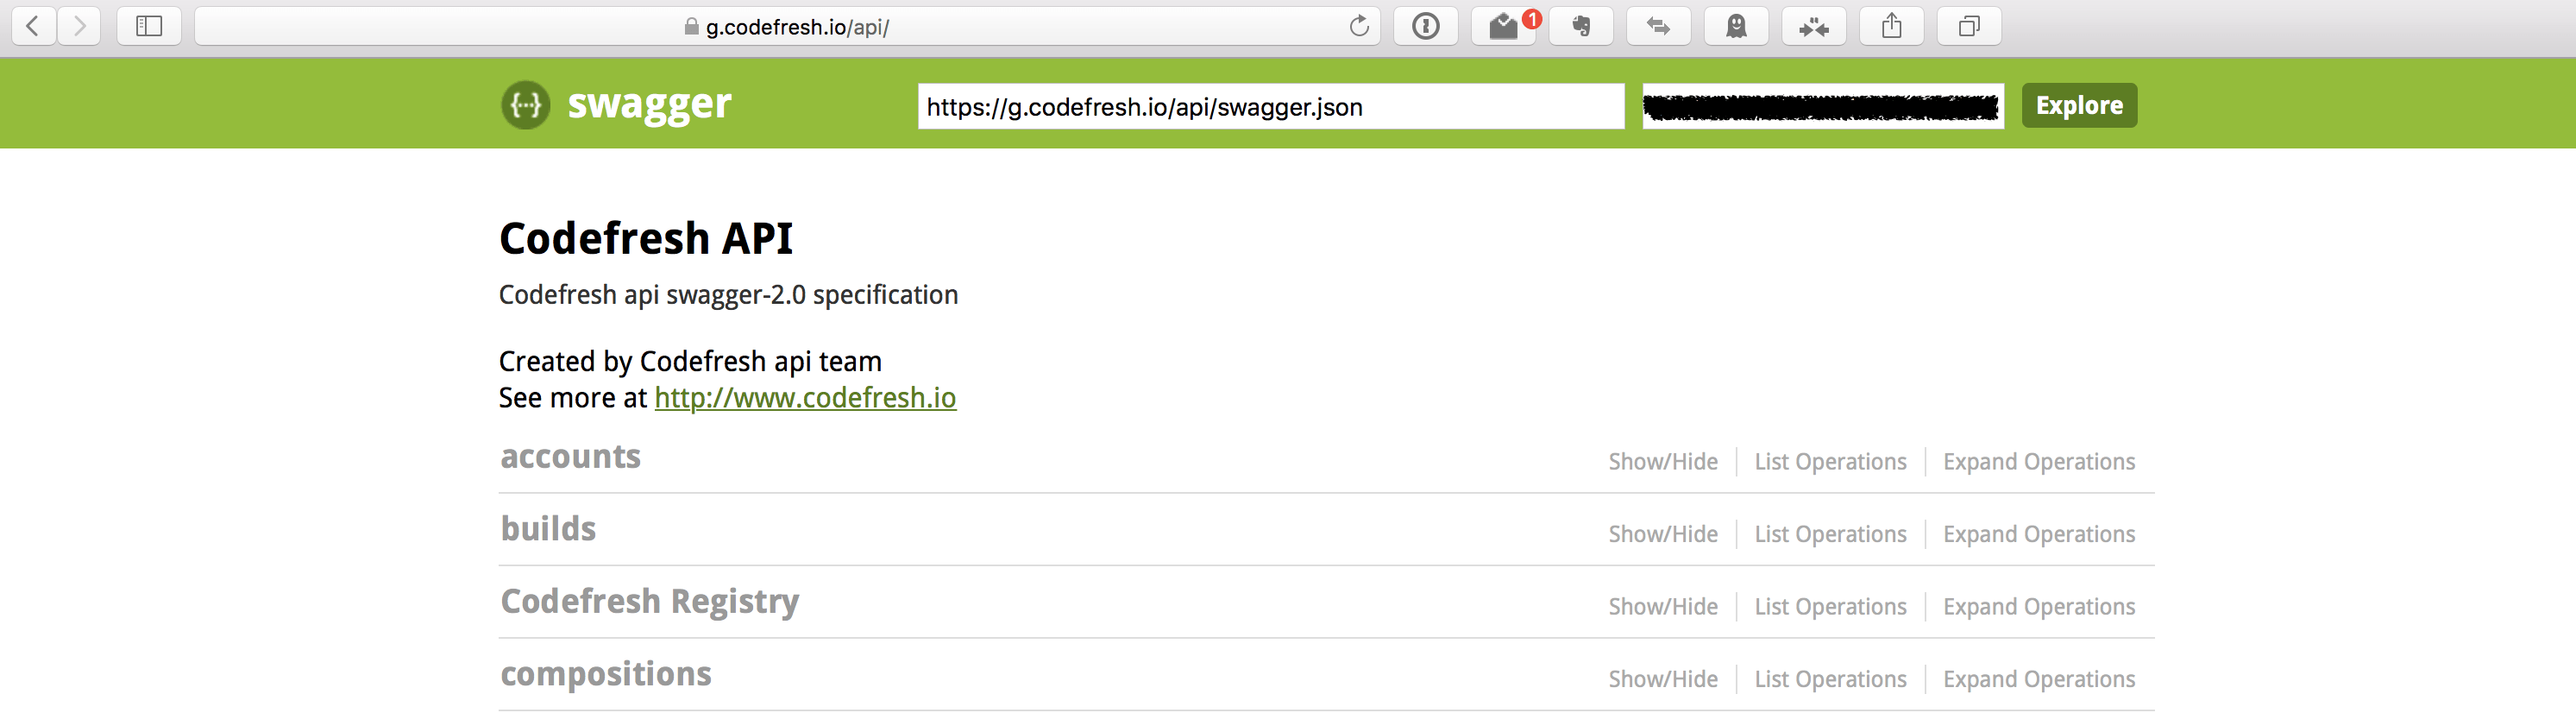 g.codefresh.io/api/
1
{...} swagger
https://g.codefresh.io/api/swagger.json
Explore
Codefresh API
Codefresh api swagger-2.0 specification
Created by Codefresh api team
See more at http://www.codefresh.io
accounts Show/Hide List Operations Expand Operations
builds Show/Hide List Operations Expand Operations
Codefresh Registry Show/Hide List Operations Expand Operations
compositions Show/Hide List Operations Expand Operations